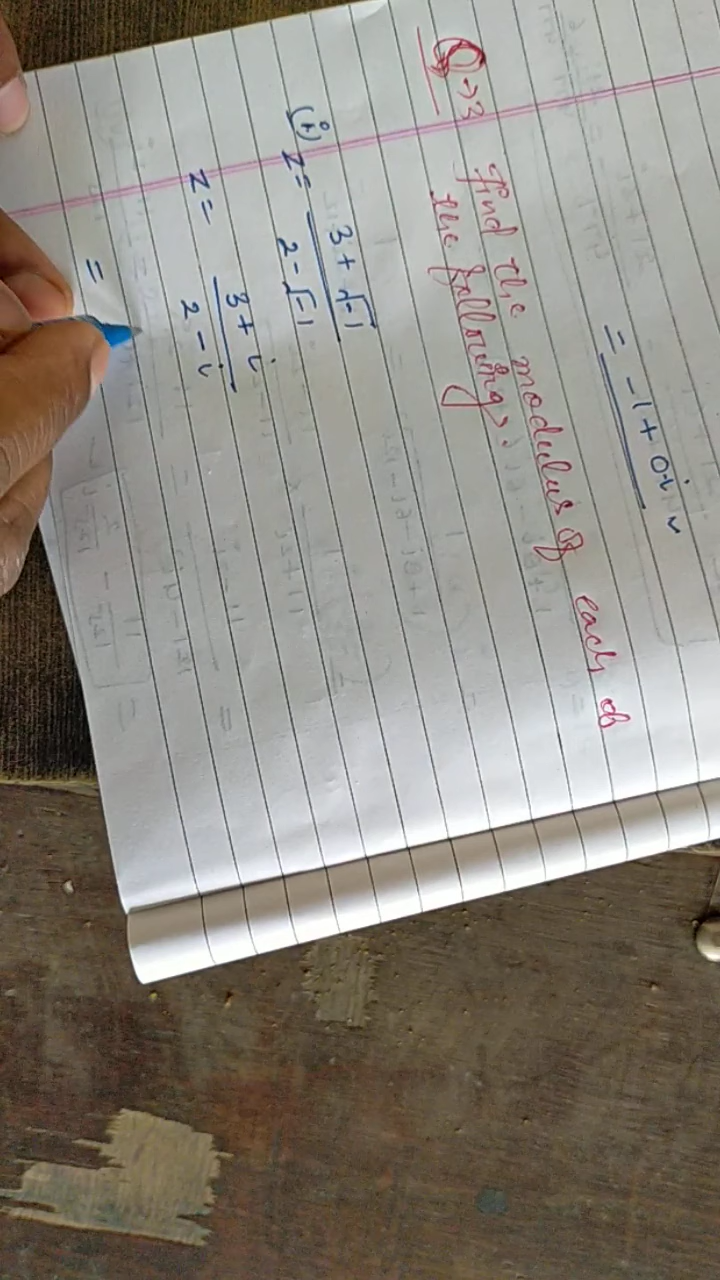 = -1 + 0i
Q→3 find the modulus of each of
the following:
(i) z = 3 + √-1
2 - √-1
z = 3 + i
2 - i
=